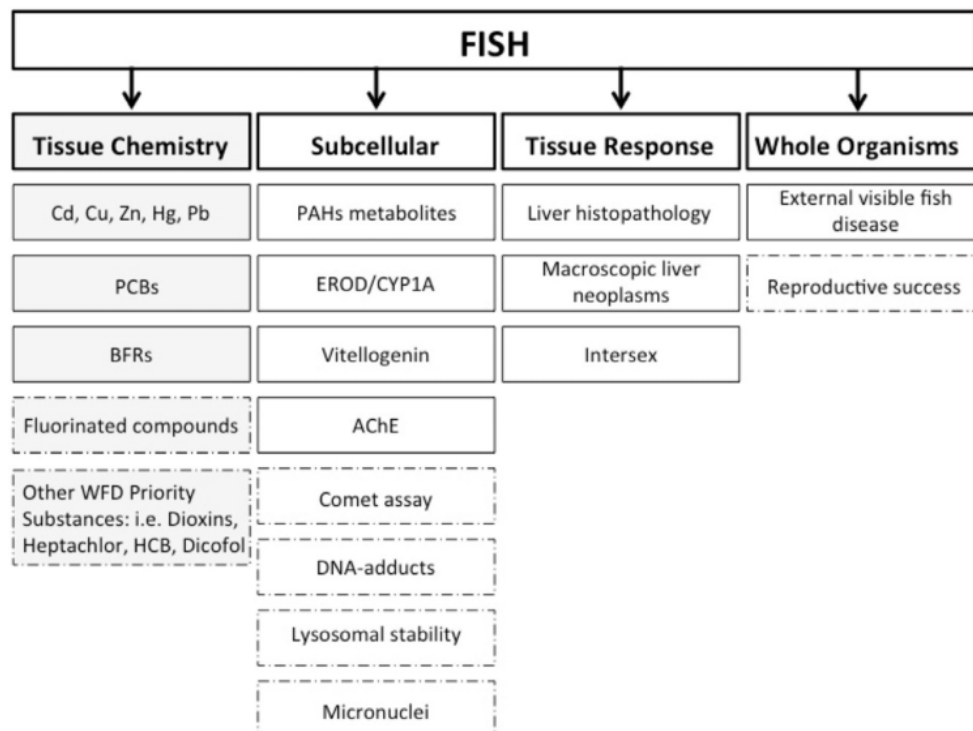 FISH
Tissue Chemistry
Cd, Cu, Zn, Hg, Pb
PCBs
BFRs
Fluorinated compounds
Other WFD Priority
Substances: i.e. Dioxins,
Heptachlor, HCB, Dicofol
Subcellular
PAHs metabolites
EROD/CYP1A
Vitellogenin
AChE
Comet assay
DNA-adducts
Lysosomal stability
Micronuclei
Tissue Response
Liver histopathology
Macroscopic liver
neoplasms
Intersex
Whole Organisms
External visible fish
disease
Reproductive success